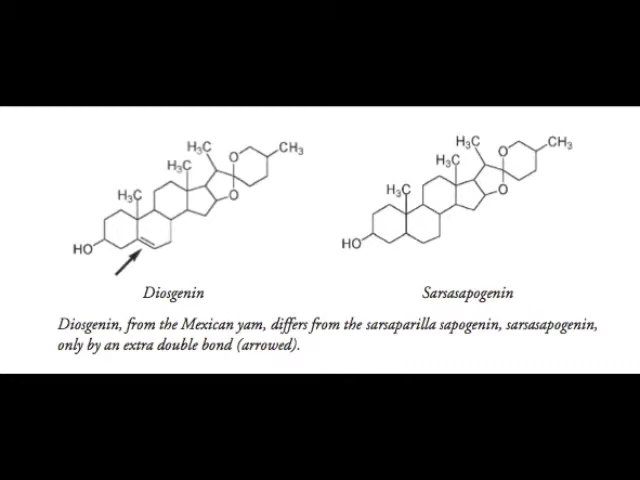 H₃C
CH₃
H₃C
O
H₃C
O
HO
H₃C
CH₃
H₃C
O
H₃C
O
HO
Diosgenin
Sarsasapogenin
Diosgenin, from the Mexican yam, differs from the sarsaparilla sapogenin, sarsasapogenin,
only by an extra double bond (arrowed).